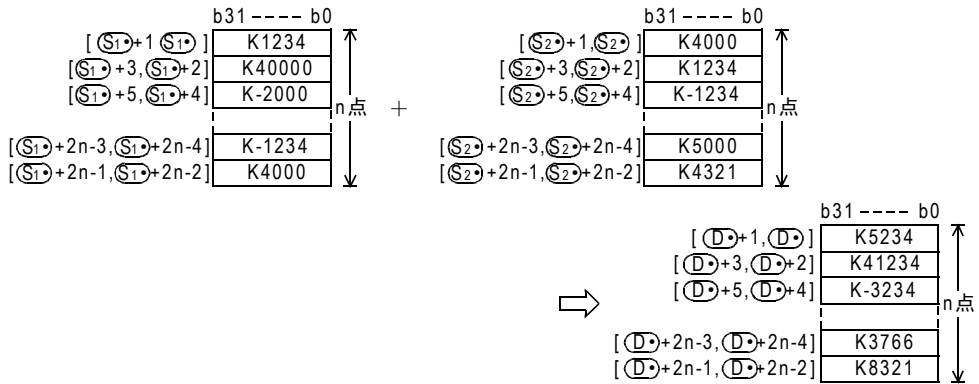 b31 ---- b0
[ S1•+1 S1• ] K1234
[S1•+3,S1•+2] K40000
[S1•+5,S1•+4] K-2000
[S1•+2n-3,S1•+2n-4] K-1234
[S1•+2n-1,S1•+2n-2] K4000
n点
+
b31 ---- b0
[ S2•+1,S2• ] K4000
[S2•+3,S2•+2] K1234
[S2•+5,S2•+4] K-1234
[S2•+2n-3,S2•+2n-4] K5000
[S2•+2n-1,S2•+2n-2] K4321
n点
b31 ---- b0
[ D•+1,D• ] K5234
[ D•+3,D•+2] K41234
[ D•+5,D•+4] K-3234
[ D•+2n-3,D•+2n-4] K3766
[ D•+2n-1,D•+2n-2] K8321
n点